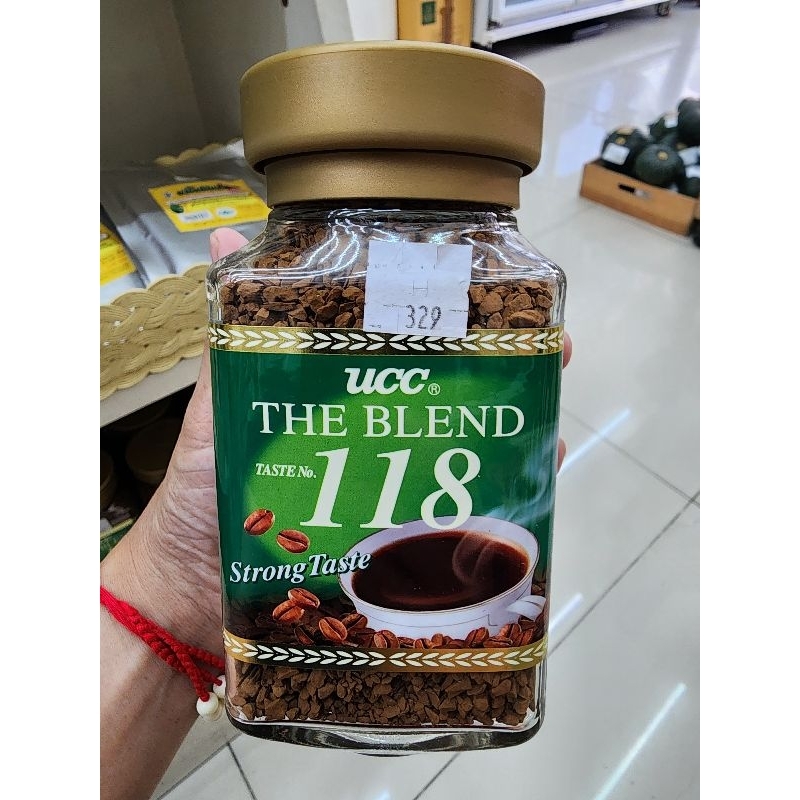 H
329
UCC®
THE BLEND
TASTE No.
118
Strong Taste